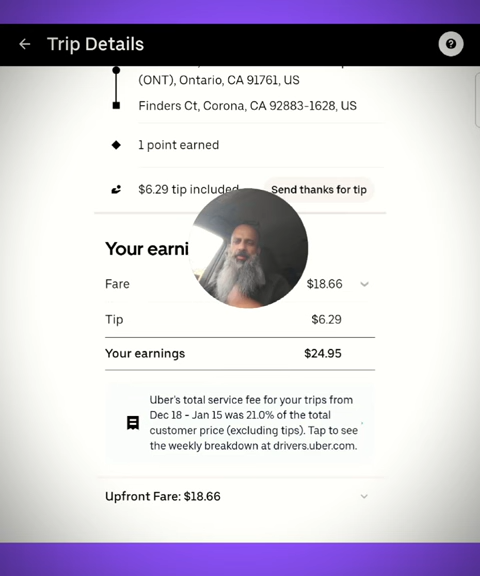 Trip Details
(ONT), Ontario, CA 91761, US
Finders Ct, Corona, CA 92883-1628, US
1 point earned
$6.29 tip included
Send thanks for tip
Your earni
Fare $18.66
Tip $6.29
Your earnings $24.95
Uber's total service fee for your trips from
Dec 18 - Jan 15 was 21.0% of the total
customer price (excluding tips). Tap to see
the weekly breakdown at drivers.uber.com.
Upfront Fare: $18.66